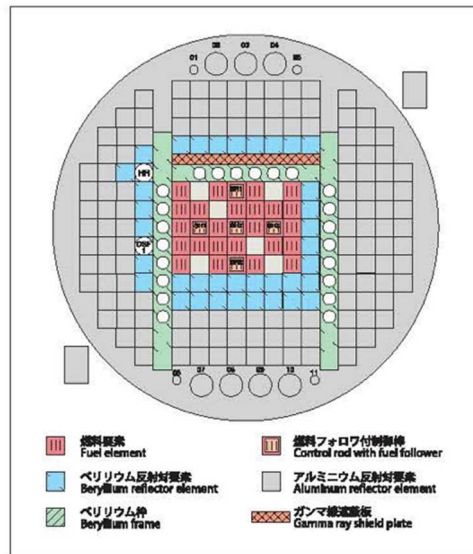 02 03 04
01 05
07 08 09 10
06 11
燃料要素
Fuel element
燃料フォロワ付制御棒
Control rod with fuel follower
ベリリウム反射体要素
Beryllium reflector element
アルミニウム反射体要素
Aluminum reflector element
ベリリウム枠
Beryllium frame
ガンマ線遮蔽板
Gamma ray shield plate